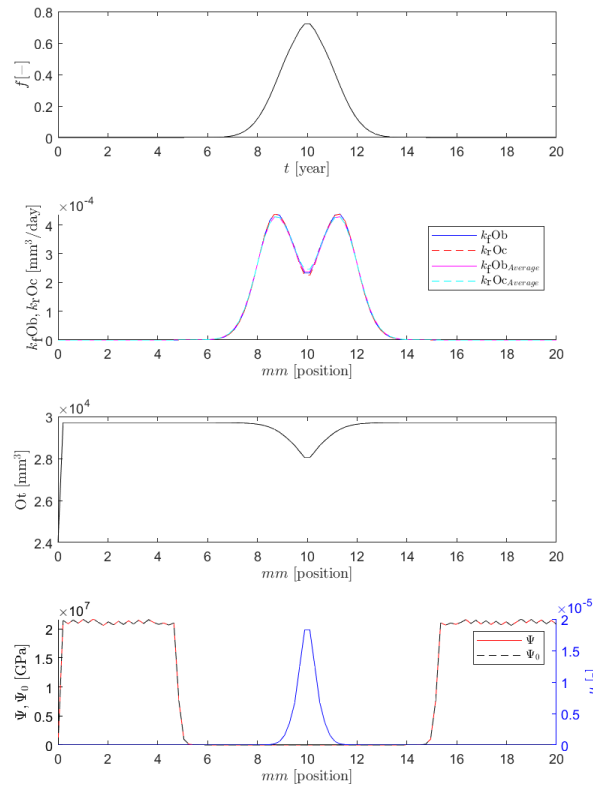 0.8
0.6
0.4
0.2
0
f [−]
0 2 4 6 8 10 12 14 16 18 20
t [year]
×10⁻⁴
4
3
2
1
0
k_fOb, k_rOc [mm³/day]
k_fOb
k_rOc
k_fOb_Average
k_rOc_Average
0 2 4 6 8 10 12 14 16 18 20
mm [position]
×10⁴
3
2.8
2.6
2.4
Ot [mm³]
0 2 4 6 8 10 12 14 16 18 20
mm [position]
×10⁷
2
1.5
1
0.5
0
Ψ, Ψ₀ [GPa]
Ψ
Ψ₀
2 ×10⁻⁵
1.5
1
0.5
0
0 2 4 6 8 10 12 14 16 18 20
mm [position]